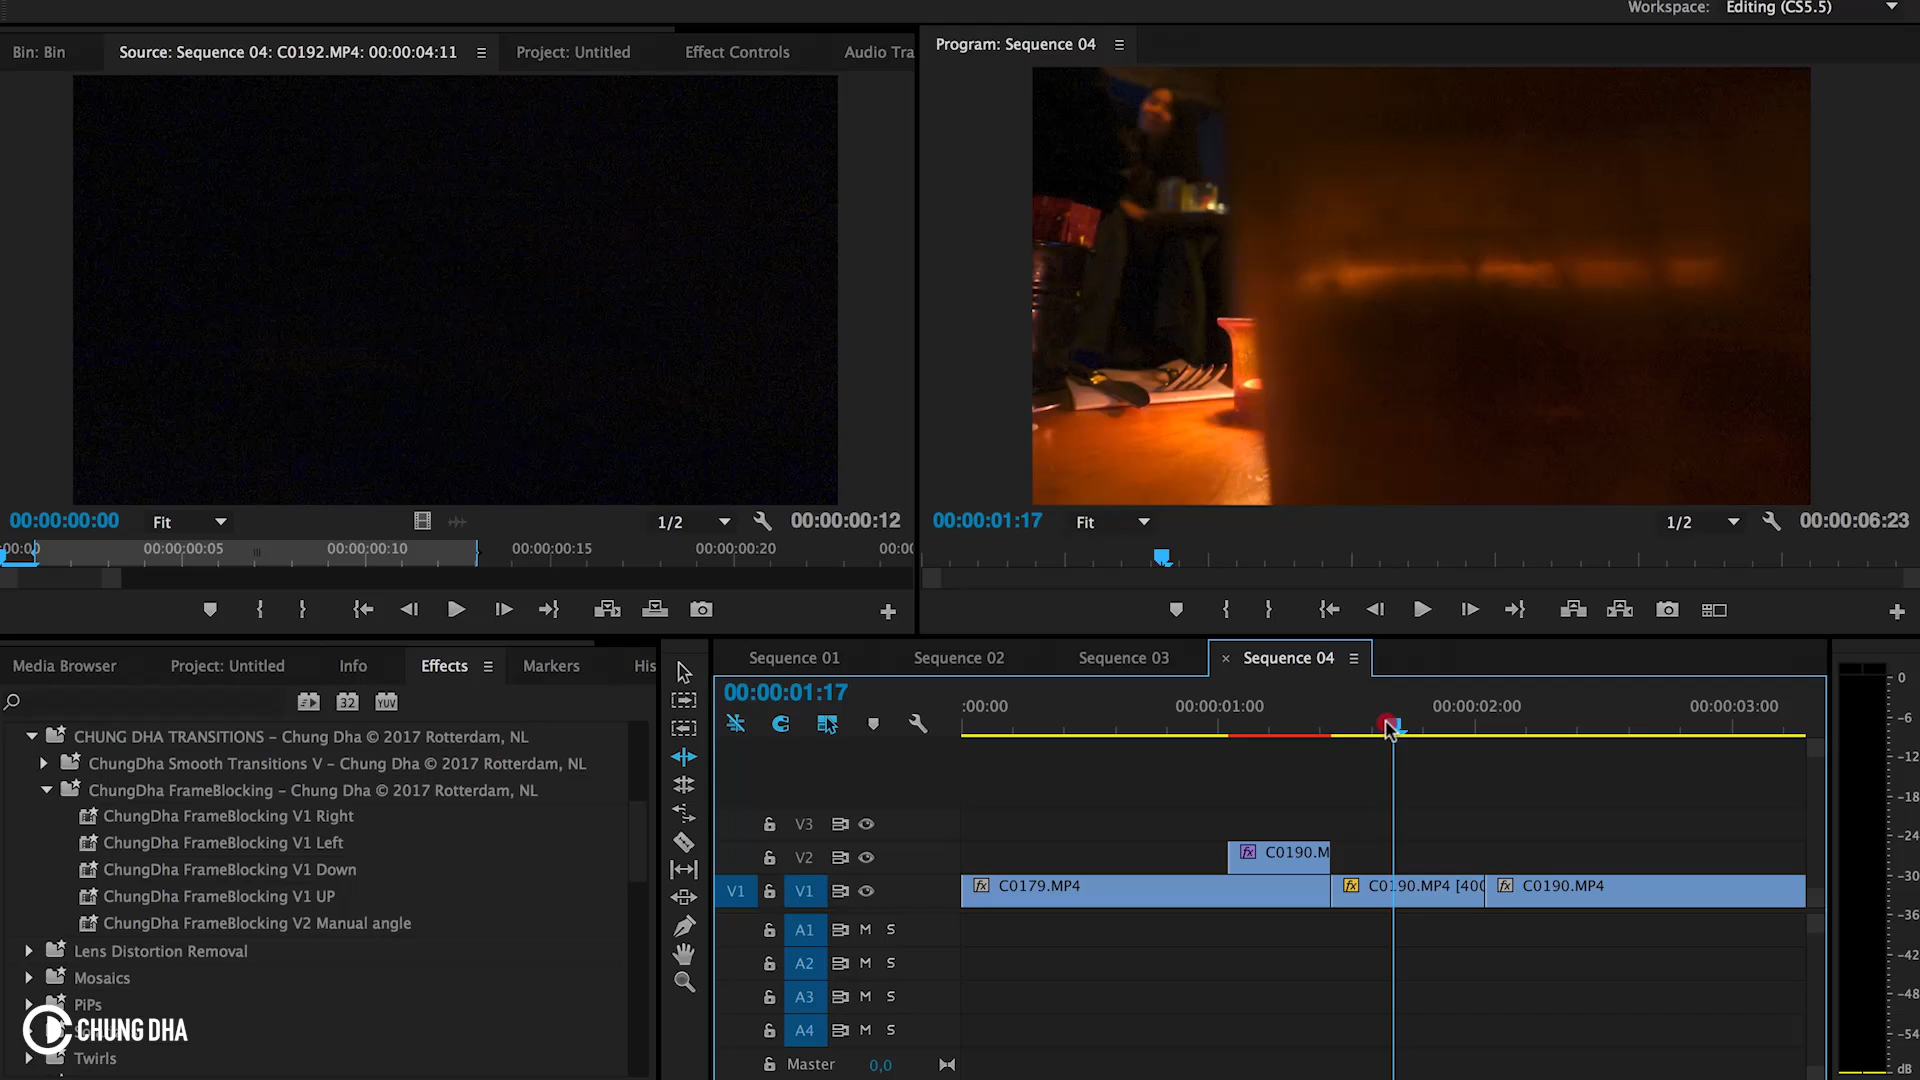 Workspace: Editing (CS5.5)
Bin: Bin
Source: Sequence 04: C0192.MP4: 00:00:04:11
Project: Untitled
Effect Controls
Audio Tra
Program: Sequence 04
00:00:00:00
Fit
1/2
00:00:00:12
00:00:01:17
Fit
1/2
00:00:06:23
00:00:00:05
00:00:00:10
00:00:00:15
00:00:00:20
00:00
Media Browser
Project: Untitled
Info
Effects
Markers
His
Sequence 01
Sequence 02
Sequence 03
× Sequence 04
32
YUV
00:00:01:17
:00:00
00:00:01:00
00:00:02:00
00:00:03:00
CHUNG DHA TRANSITIONS – Chung Dha © 2017 Rotterdam, NL
ChungDha Smooth Transitions V – Chung Dha © 2017 Rotterdam, NL
ChungDha FrameBlocking – Chung Dha © 2017 Rotterdam, NL
ChungDha FrameBlocking V1 Right
ChungDha FrameBlocking V1 Left
ChungDha FrameBlocking V1 Down
ChungDha FrameBlocking V1 UP
ChungDha FrameBlocking V2 Manual angle
Lens Distortion Removal
Mosaics
PiPs
Twirls
CHUNG DHA
V3
V2
fx C0190.M
V1
V1
fx C0179.MP4
fx C0190.MP4 [400
fx C0190.MP4
A1 M S
A2 M S
A3 M S
A4 M S
Master 0,0
0
-6
-12
-18
-24
-30
-36
-42
-48
-54
dB